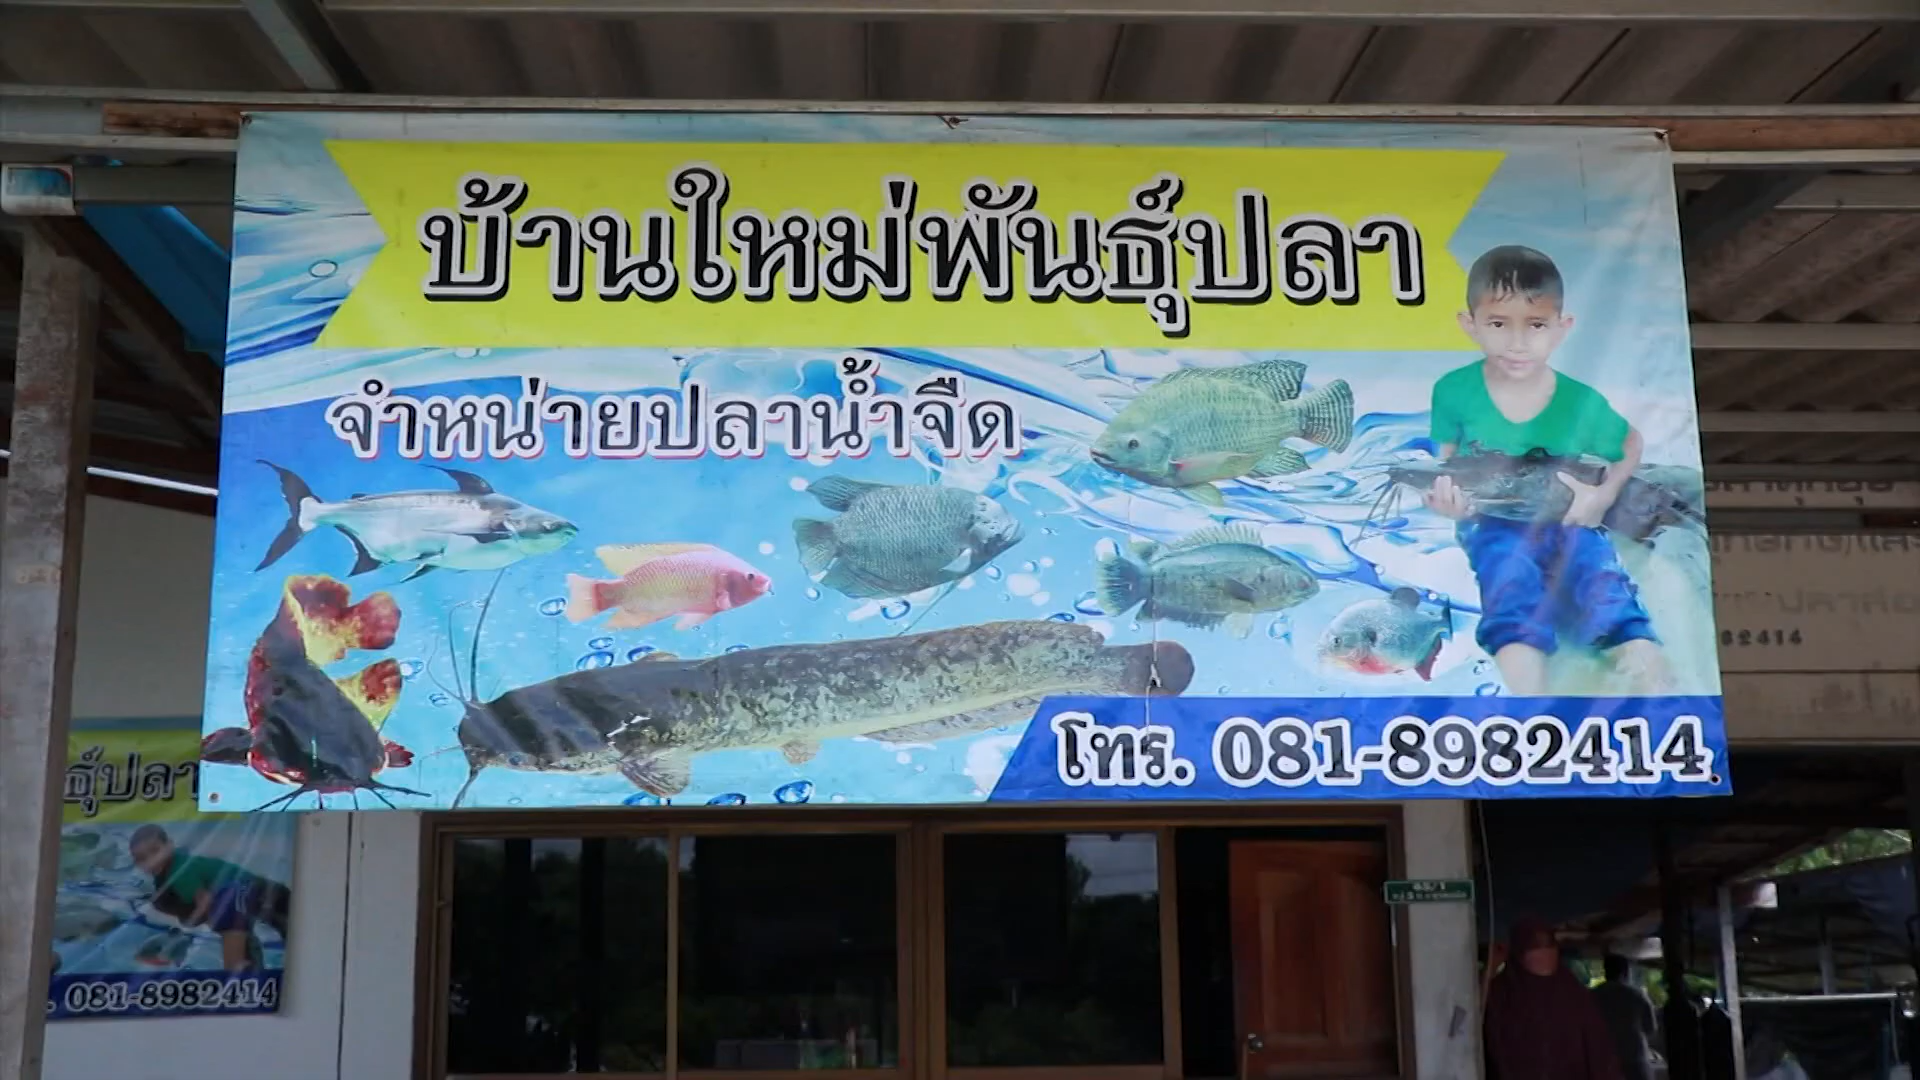 บ้านใหม่พันธุ์ปลา
จำหน่ายปลาน้ำจืด
โทร. 081-8982414
ธุ์ปลา
. 081-8982414
82414